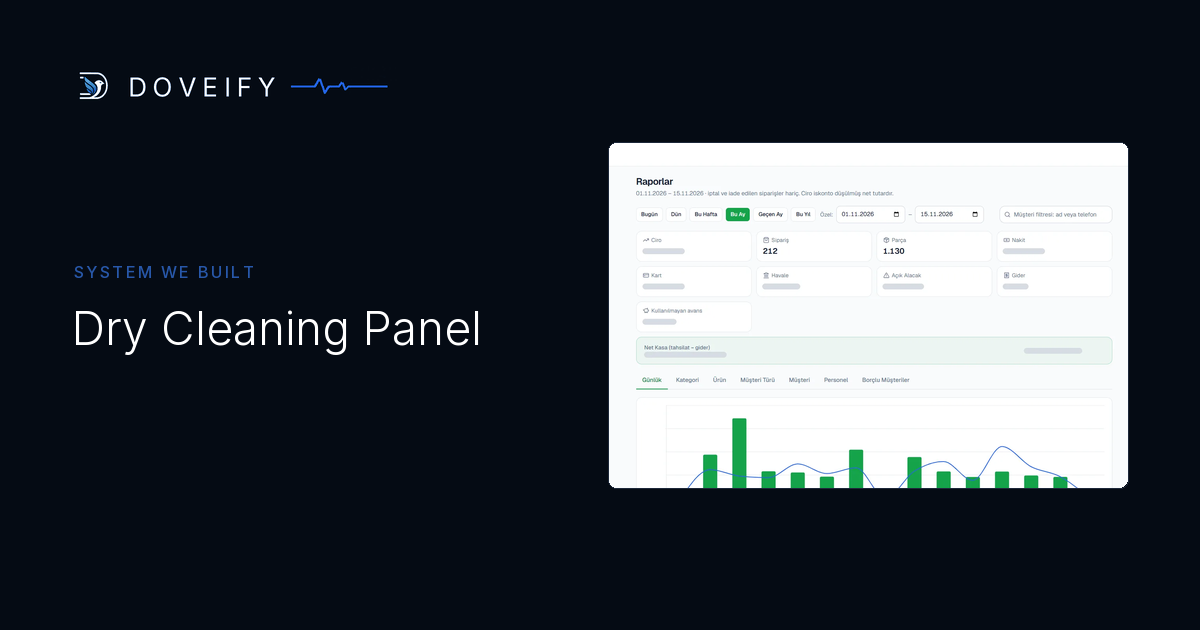 DOVEIFY
SYSTEM WE BUILT
Dry Cleaning Panel
Raporlar
01.11.2026 – 15.11.2026 · iptal ve iade edilen siparişler hariç. Ciro iskonto düşülmüş net tutardır.
Bugün Dün Bu Hafta Bu Ay Geçen Ay Bu Yıl Özel: 01.11.2026 – 15.11.2026 Müşteri filtresi: ad veya telefon
Ciro Sipariş Parça Nakit
212 1.130
Kart Havale Açık Alacak Gider
Kullanılmayan avans
Net Kasa (tahsilat – gider)
Günlük Kategori Ürün Müşteri Türü Müşteri Personel Borçlu Müşteriler